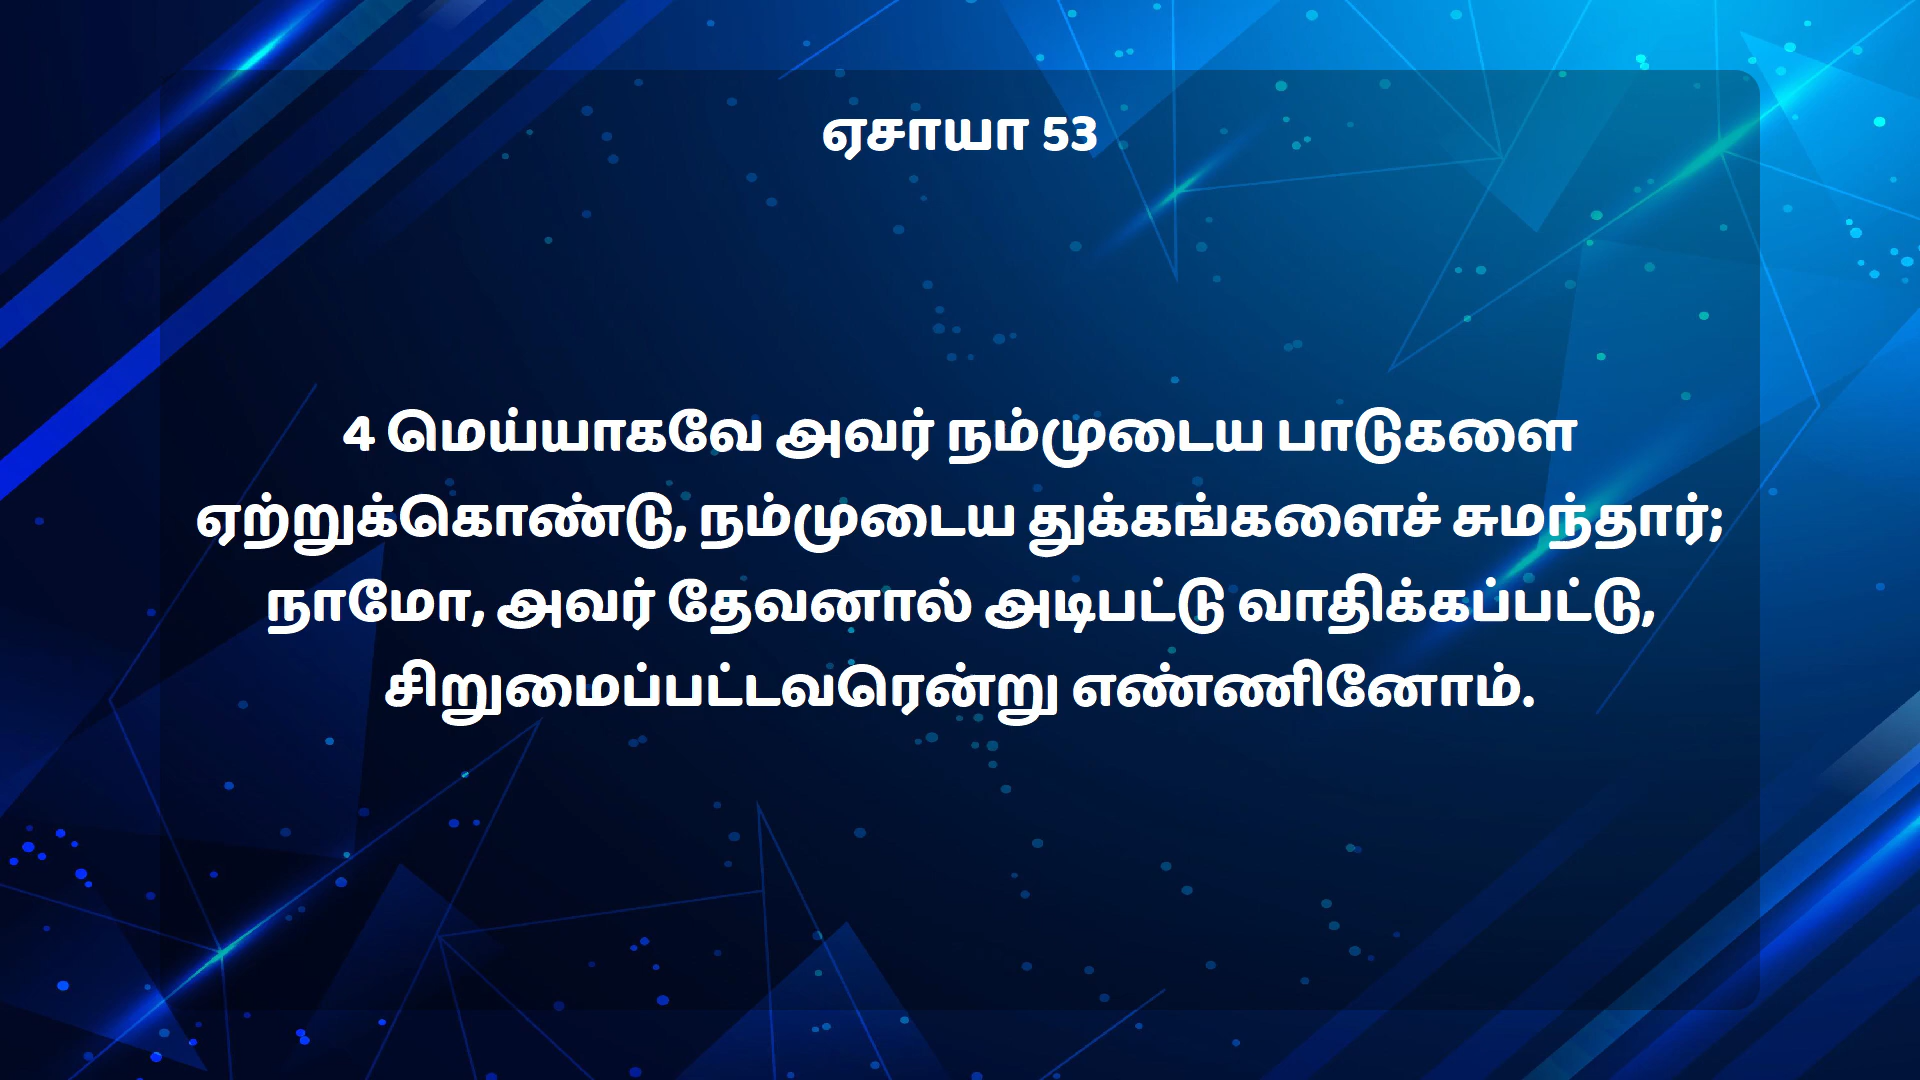 ஏசாயா 53
4 மெய்யாகவே அவர் நம்முடைய பாடுகளை
ஏற்றுக்கொண்டு, நம்முடைய துக்கங்களைச் சுமந்தார்;
நாமோ, அவர் தேவனால் அடிபட்டு வாதிக்கப்பட்டு,
சிறுமைப்பட்டவரென்று எண்ணினோம்.